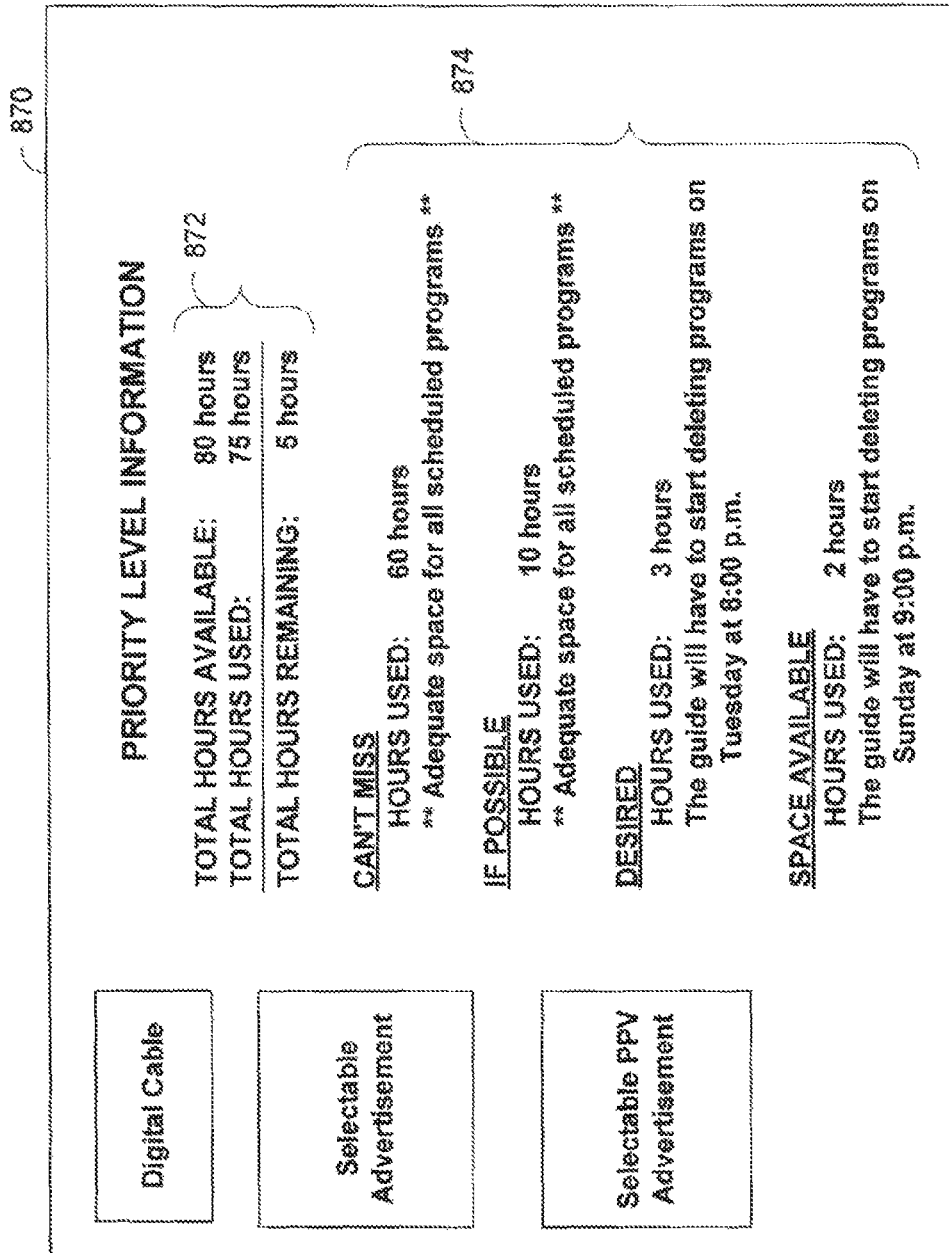 870
PRIORITY LEVEL INFORMATION
872
TOTAL HOURS AVAILABLE: 80 hours
TOTAL HOURS USED: 75 hours
TOTAL HOURS REMAINING: 5 hours
874
CAN'T MISS
HOURS USED: 60 hours
** Adequate space for all scheduled programs **
IF POSSIBLE
HOURS USED: 10 hours
** Adequate space for all scheduled programs **
DESIRED
HOURS USED: 3 hours
The guide will have to start deleting programs on
Tuesday at 8:00 p.m.
SPACE AVAILABLE
HOURS USED: 2 hours
The guide will have to start deleting programs on
Sunday at 9:00 p.m.
Digital Cable
Selectable
Advertisement
Selectable PPV
Advertisement